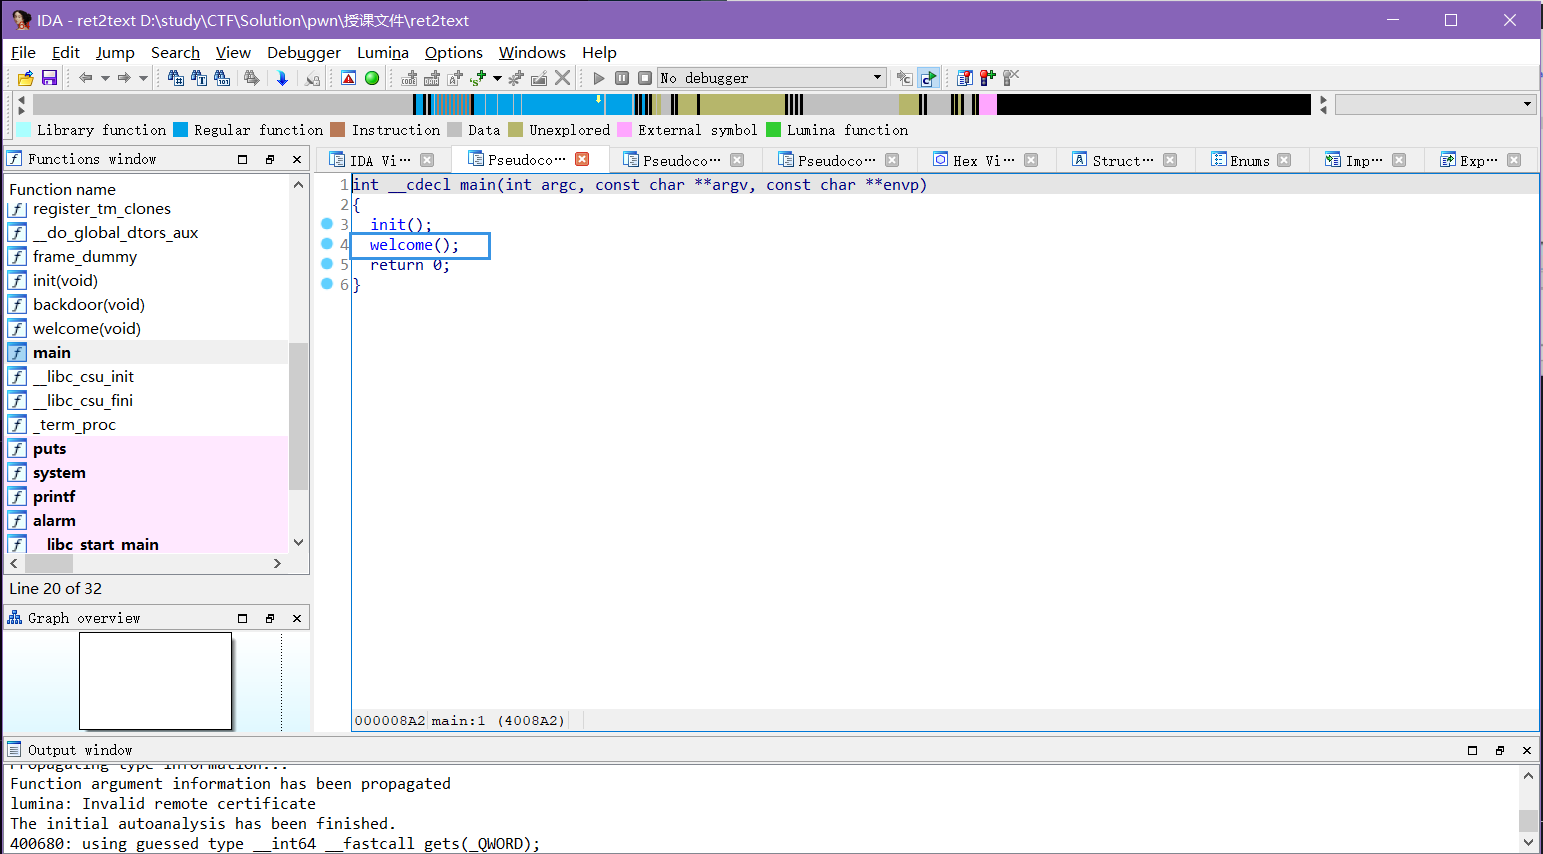 IDA - ret2text D:\study\CTF\Solution\pwn\授课文件\ret2text
File Edit Jump Search View Debugger Lumina Options Windows Help
No debugger
Library function Regular function Instruction Data Unexplored External symbol Lumina function
Functions window
IDA Vi··· Pseudoco··· Pseudoco··· Pseudoco··· Hex Vi··· Struct··· Enums Imp··· Exp···
Function name
register_tm_clones
__do_global_dtors_aux
frame_dummy
init(void)
backdoor(void)
welcome(void)
main
__libc_csu_init
__libc_csu_fini
_term_proc
puts
system
printf
alarm
__libc_start_main
Line 20 of 32
Graph overview
1 int __cdecl main(int argc, const char **argv, const char **envp)
2 {
3 init();
4 welcome();
5 return 0;
6 }
000008A2 main:1 (4008A2)
Output window
Propagating type information...
Function argument information has been propagated
lumina: Invalid remote certificate
The initial autoanalysis has been finished.
400680: using guessed type __int64 __fastcall gets(_QWORD);